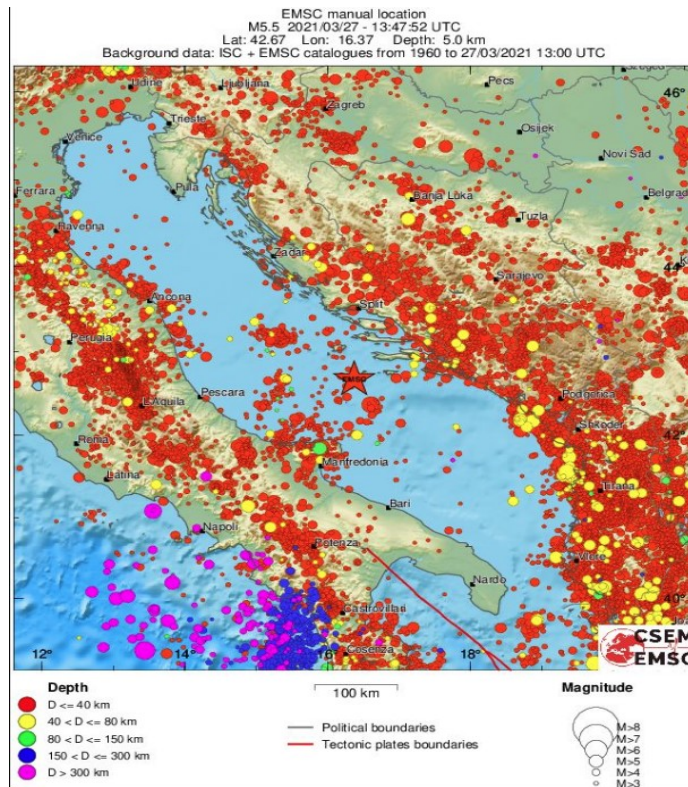 EMSC manual location
M5.5 2021/03/27 - 13:47:52 UTC
Lat: 42.67 Lon: 16.37 Depth: 5.0 km
Background data: ISC + EMSC catalogues from 1960 to 27/03/2021 13:00 UTC
Udine
Ljubljana
Pecs
Szeged
46°
Zagreb
Trieste
Osijek
Venice
Novi Sad
Ferrara
Pula
Banja Luka
Belgrad
Ravenna
Tuzla
Zadar
44°
Sarajevo
Ancona
Split
Perugia
EMSC
L'Aquila
Pescara
Podgorica
Shkoder
42°
Roma
Manfredonia
Latina
Tirana
Bari
Napoli
Potenza
Vlore
Nardo
40°
Castrovillari
Cosenza
12°
14°
16°
18°
CSEM
EMSC
Depth
D <= 40 km
40 < D <= 80 km
80 < D <= 150 km
150 < D <= 300 km
D > 300 km
100 km
Political boundaries
Tectonic plates boundaries
Magnitude
M>8
M>7
M>6
M>5
M>4
M>3